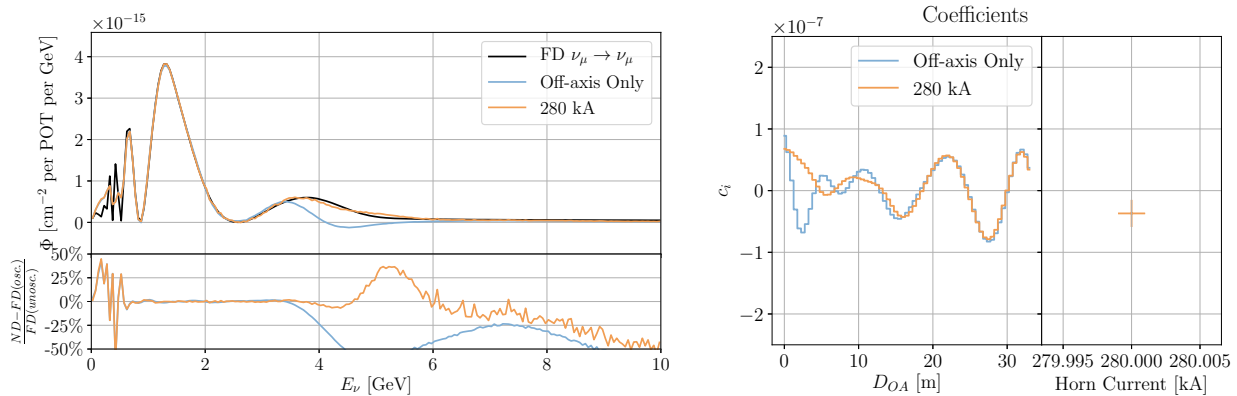 ×10⁻¹⁵
Φ [cm⁻² per POT per GeV]
4
3
2
1
0
FD νμ → νμ
Off-axis Only
280 kA
ND−FD(osc.)
FD(unosc.)
50%
25%
0%
-25%
-50%
0 2 4 6 8 10
Eν [GeV]
Coefficients
×10⁻⁷
cᵢ
2
1
0
−1
−2
Off-axis Only
280 kA
0 10 20 30
D_OA [m]
279.995 280.000 280.005
Horn Current [kA]